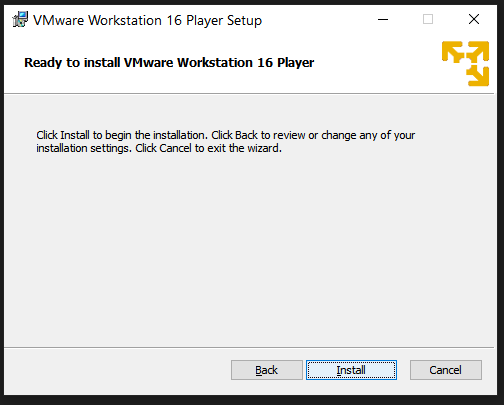 VMware Workstation 16 Player Setup
Ready to install VMware Workstation 16 Player
Click Install to begin the installation. Click Back to review or change any of your
installation settings. Click Cancel to exit the wizard.
Back Install Cancel